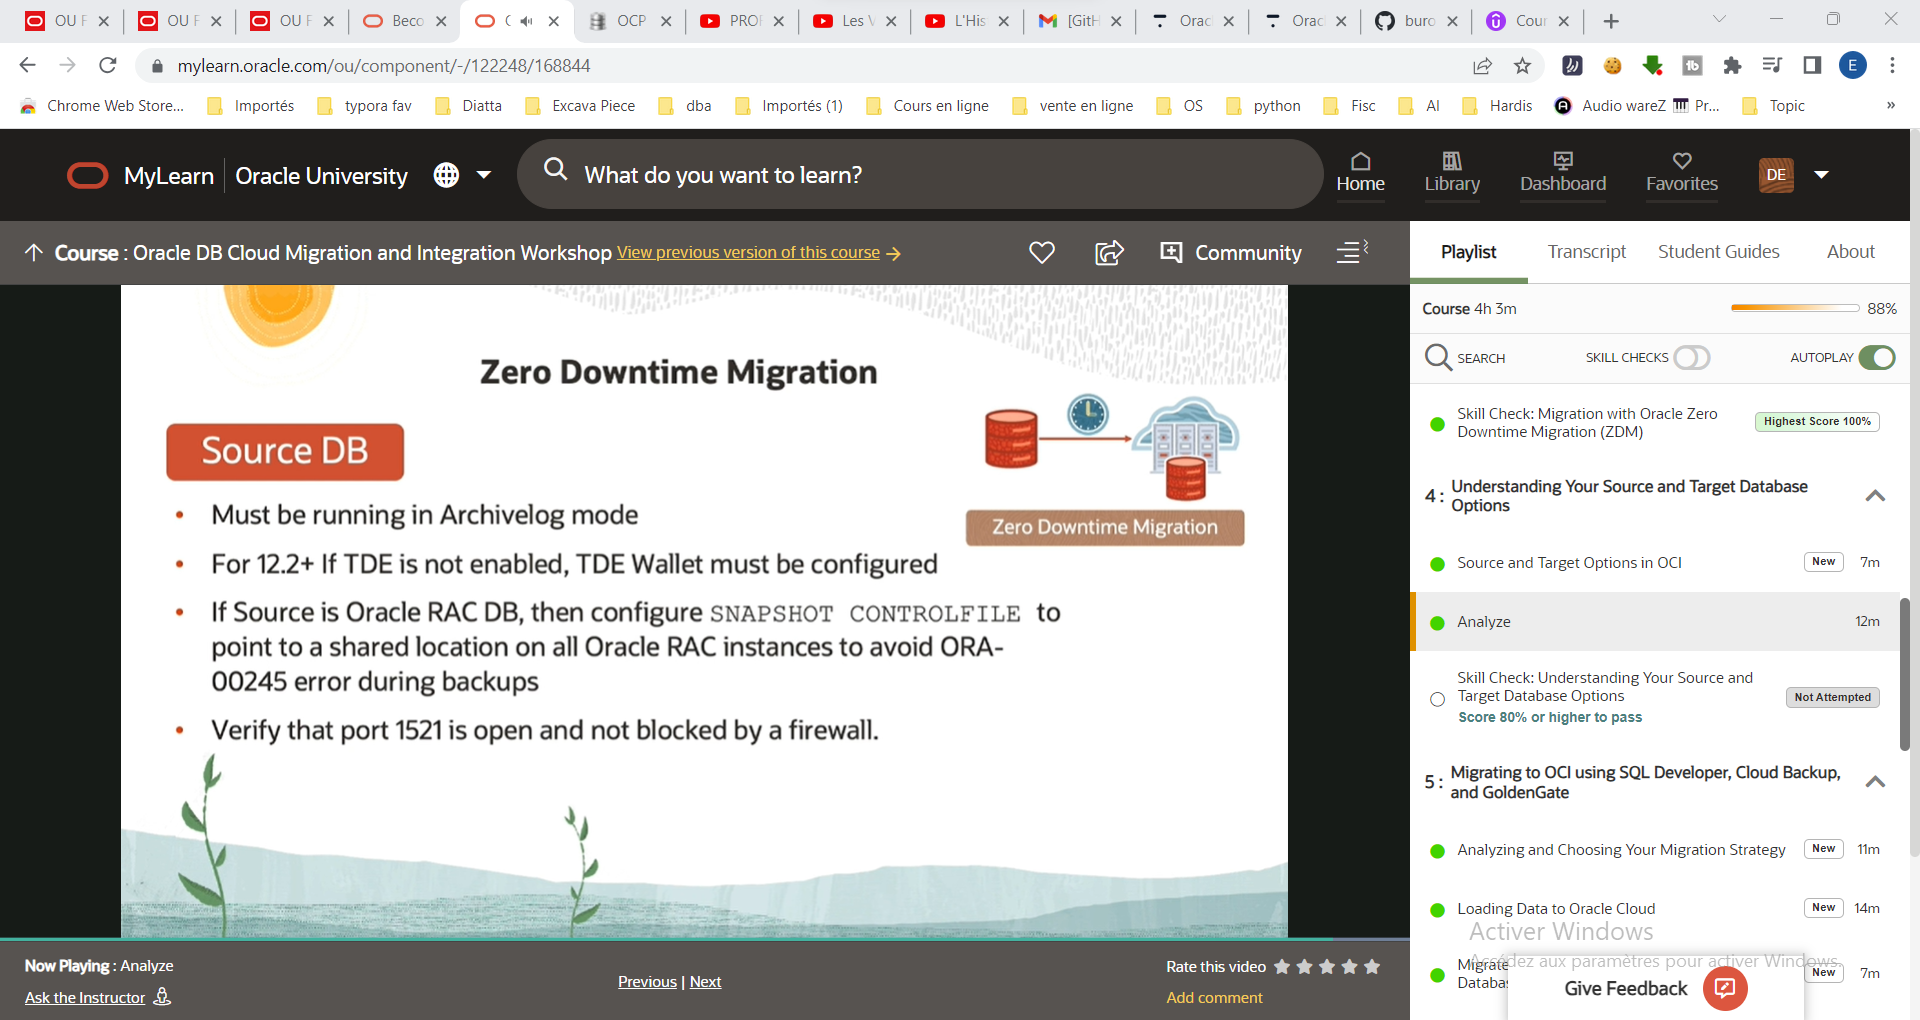 OU F
OU F
OU F
Beco
OCP
PROF
Les V
L'His
[GitH
Orac
Orac
buro
Cour
mylearn.oracle.com/ou/component/-/122248/168844
E
Chrome Web Store...
Importés
typora fav
Diatta
Excava Piece
dba
Importés (1)
Cours en ligne
vente en ligne
OS
python
Fisc
AI
Hardis
Audio wareZ
Pr...
Topic
»
MyLearn
Oracle University
What do you want to learn?
Home
Library
Dashboard
Favorites
DE
Course : Oracle DB Cloud Migration and Integration Workshop View previous version of this course
Community
Playlist
Transcript
Student Guides
About
Course 4h 3m
88%
SEARCH
SKILL CHECKS
AUTOPLAY
Zero Downtime Migration
Source DB
Zero Downtime Migration
• Must be running in Archivelog mode
• For 12.2+ If TDE is not enabled, TDE Wallet must be configured
• If Source is Oracle RAC DB, then configure SNAPSHOT CONTROLFILE to
point to a shared location on all Oracle RAC instances to avoid ORA-
00245 error during backups
• Verify that port 1521 is open and not blocked by a firewall.
Skill Check: Migration with Oracle Zero
Downtime Migration (ZDM)
Highest Score 100%
4 : Understanding Your Source and Target Database
Options
Source and Target Options in OCI
New
7m
Analyze
12m
Skill Check: Understanding Your Source and
Target Database Options
Score 80% or higher to pass
Not Attempted
5 : Migrating to OCI using SQL Developer, Cloud Backup,
and GoldenGate
Analyzing and Choosing Your Migration Strategy
New
11m
Loading Data to Oracle Cloud
New
14m
Activer Windows
Accédez aux paramètres pour activer Windows.
Migrate
Databas
New
7m
Give Feedback
Now Playing : Analyze
Ask the Instructor
Previous | Next
Rate this video
Add comment